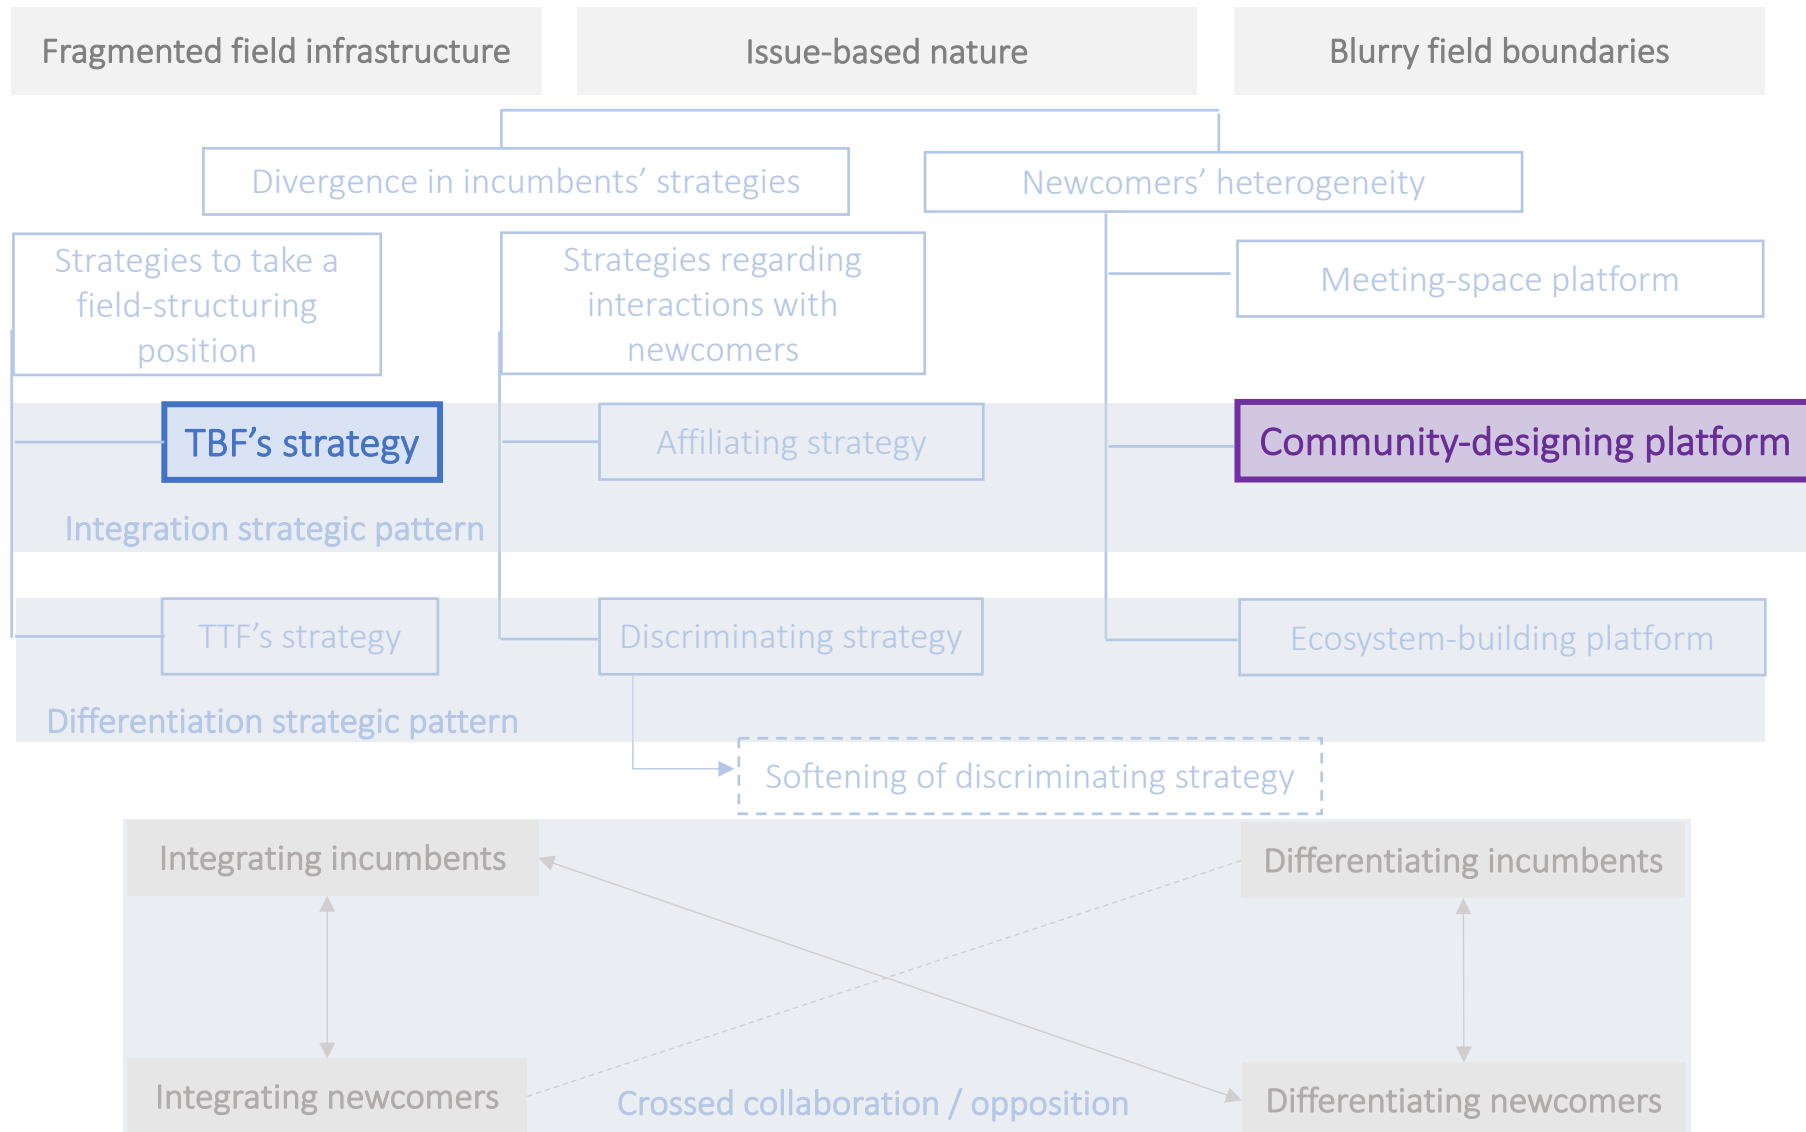 Fragmented field infrastructure
Issue-based nature
Blurry field boundaries
Divergence in incumbents’ strategies
Newcomers’ heterogeneity
Strategies to take a
field-structuring
position
Strategies regarding
interactions with
newcomers
Meeting-space platform
TBF’s strategy
Affiliating strategy
Community-designing platform
Integration strategic pattern
TTF’s strategy
Discriminating strategy
Ecosystem-building platform
Differentiation strategic pattern
Softening of discriminating strategy
Integrating incumbents
Differentiating incumbents
Integrating newcomers
Crossed collaboration / opposition
Differentiating newcomers